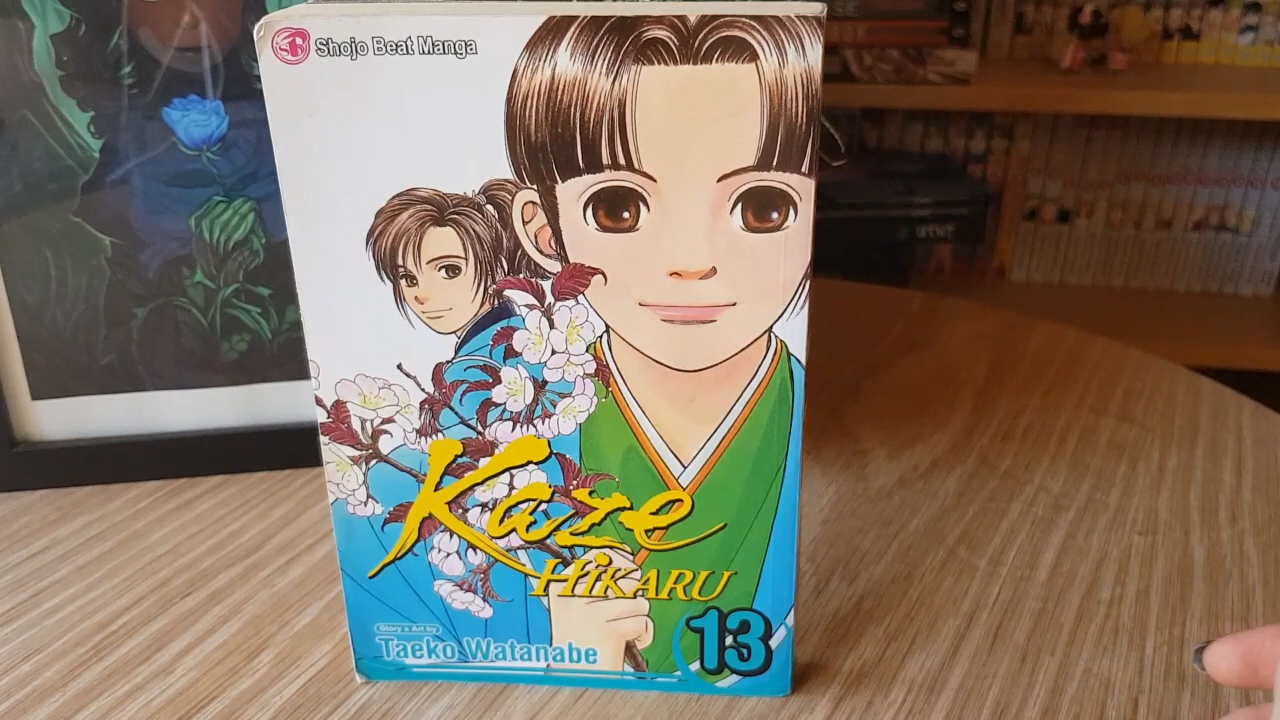 SB Shojo Beat Manga
Kaze
HIKARU
13
Story & Art by
Taeko Watanabe